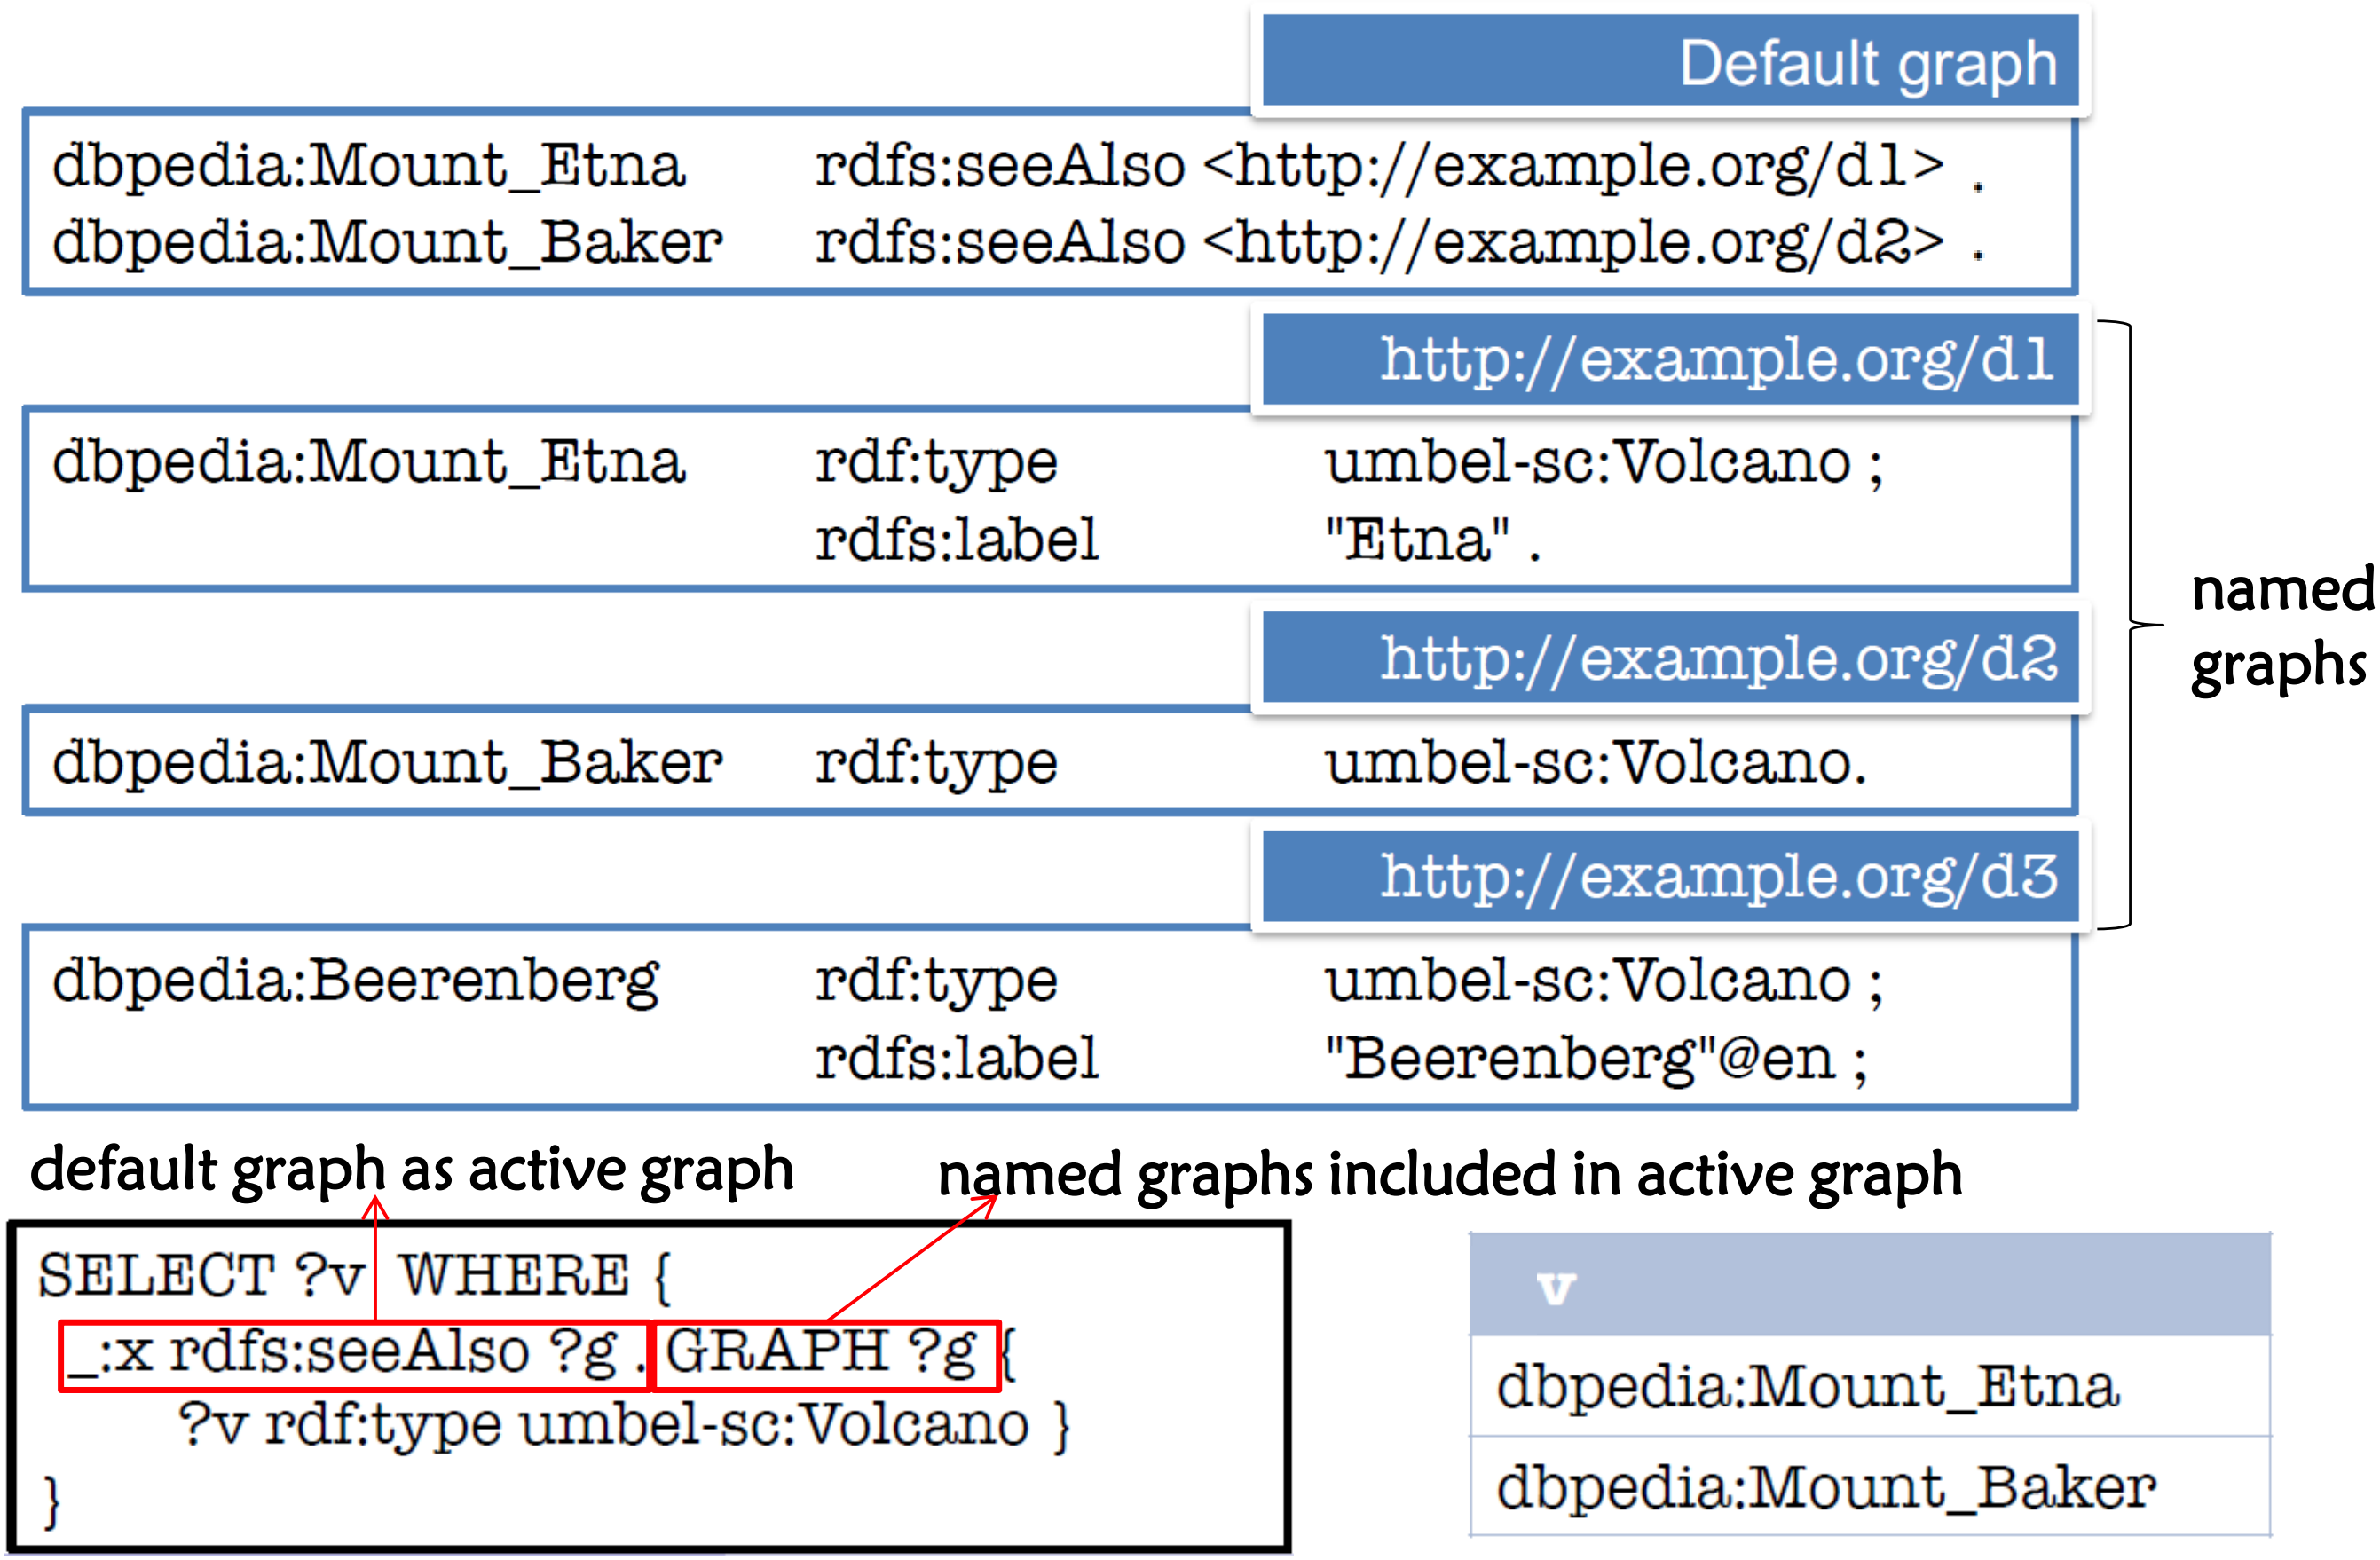 Default graph
dbpedia:Mount_Etna rdfs:seeAlso <http://example.org/d1> .
dbpedia:Mount_Baker rdfs:seeAlso <http://example.org/d2> .
http://example.org/d1
dbpedia:Mount_Etna rdf:type umbel-sc:Volcano ;
rdfs:label "Etna" .
named
graphs
http://example.org/d2
dbpedia:Mount_Baker rdf:type umbel-sc:Volcano.
http://example.org/d3
dbpedia:Beerenberg rdf:type umbel-sc:Volcano ;
rdfs:label "Beerenberg"@en ;
default graph as active graph
named graphs included in active graph
SELECT ?v WHERE {
_:x rdfs:seeAlso ?g . GRAPH ?g {
?v rdf:type umbel-sc:Volcano }
}
v
dbpedia:Mount_Etna
dbpedia:Mount_Baker